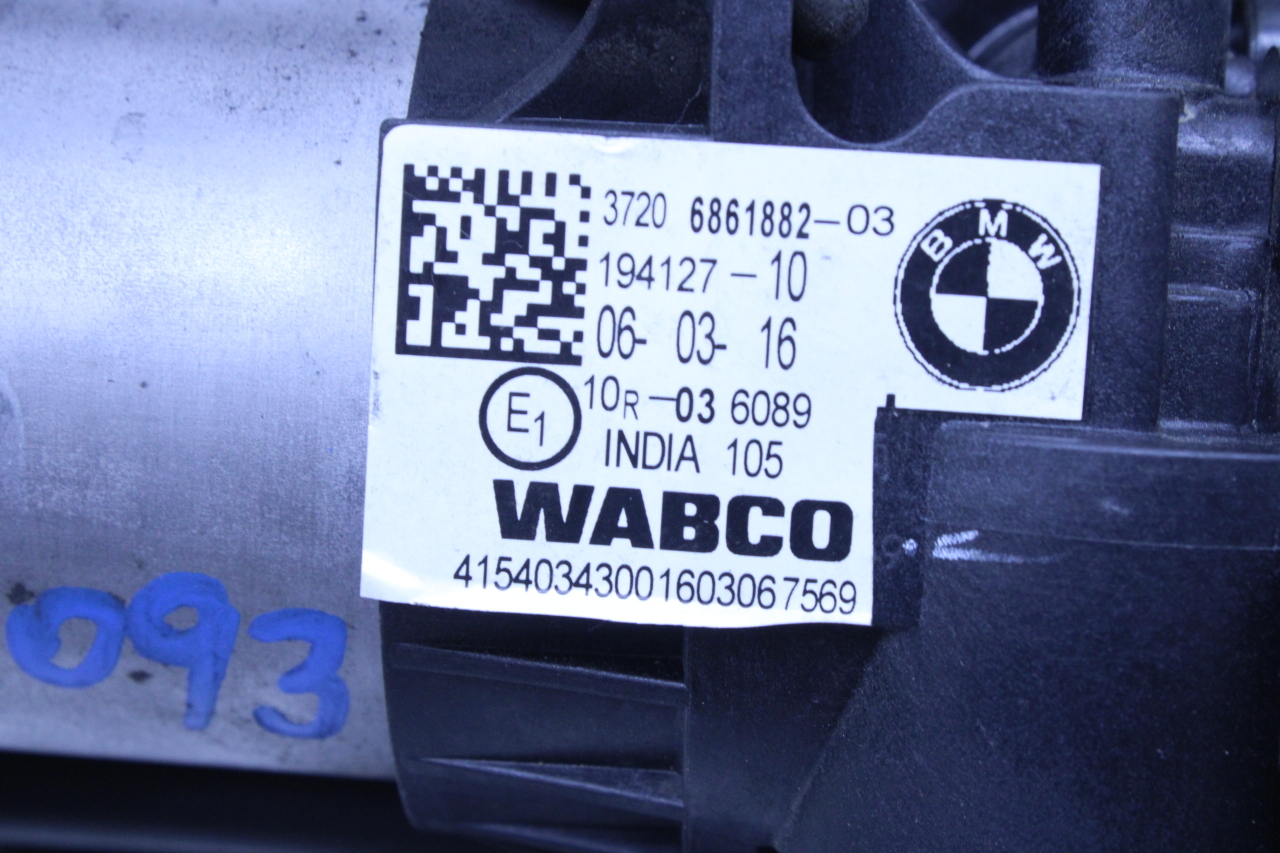 3720 6861882-03
BMW
194127-10
06-03-16
E1 10R-03 6089
INDIA 105
WABCO
41540343001603067569
093